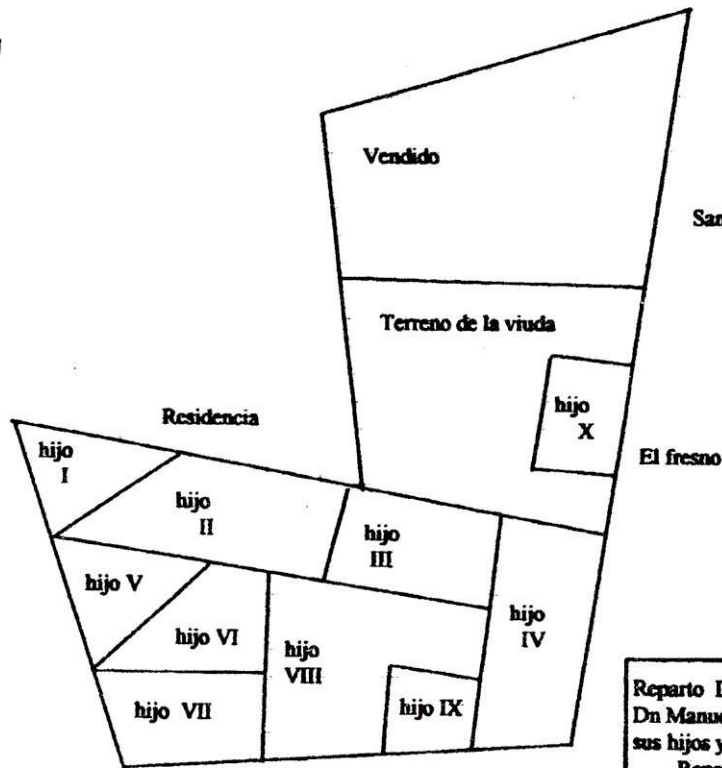 Vendido
San
Terreno de la viuda
hijo
X
Residencia
El fresno
hijo
I
hijo
II
hijo
III
hijo V
hijo
IV
hijo VI
hijo
VIII
hijo VII
hijo IX
Reparto
Dn Manue
sus hijos y